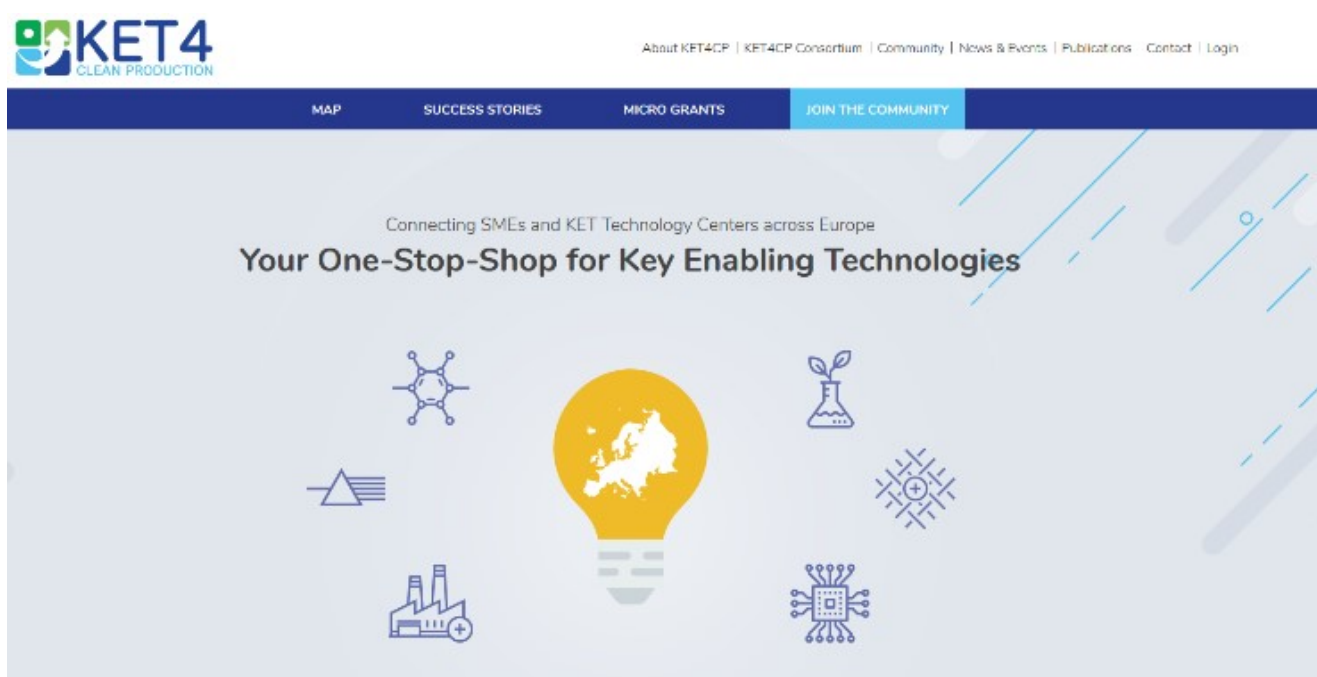 KET4
CLEAN PRODUCTION
About KET4CP | KET4CP Consortium | Community | News & Events | Publications Contact | Login
MAP SUCCESS STORIES MICRO GRANTS JOIN THE COMMUNITY
Connecting SMEs and KET Technology Centers across Europe
Your One-Stop-Shop for Key Enabling Technologies